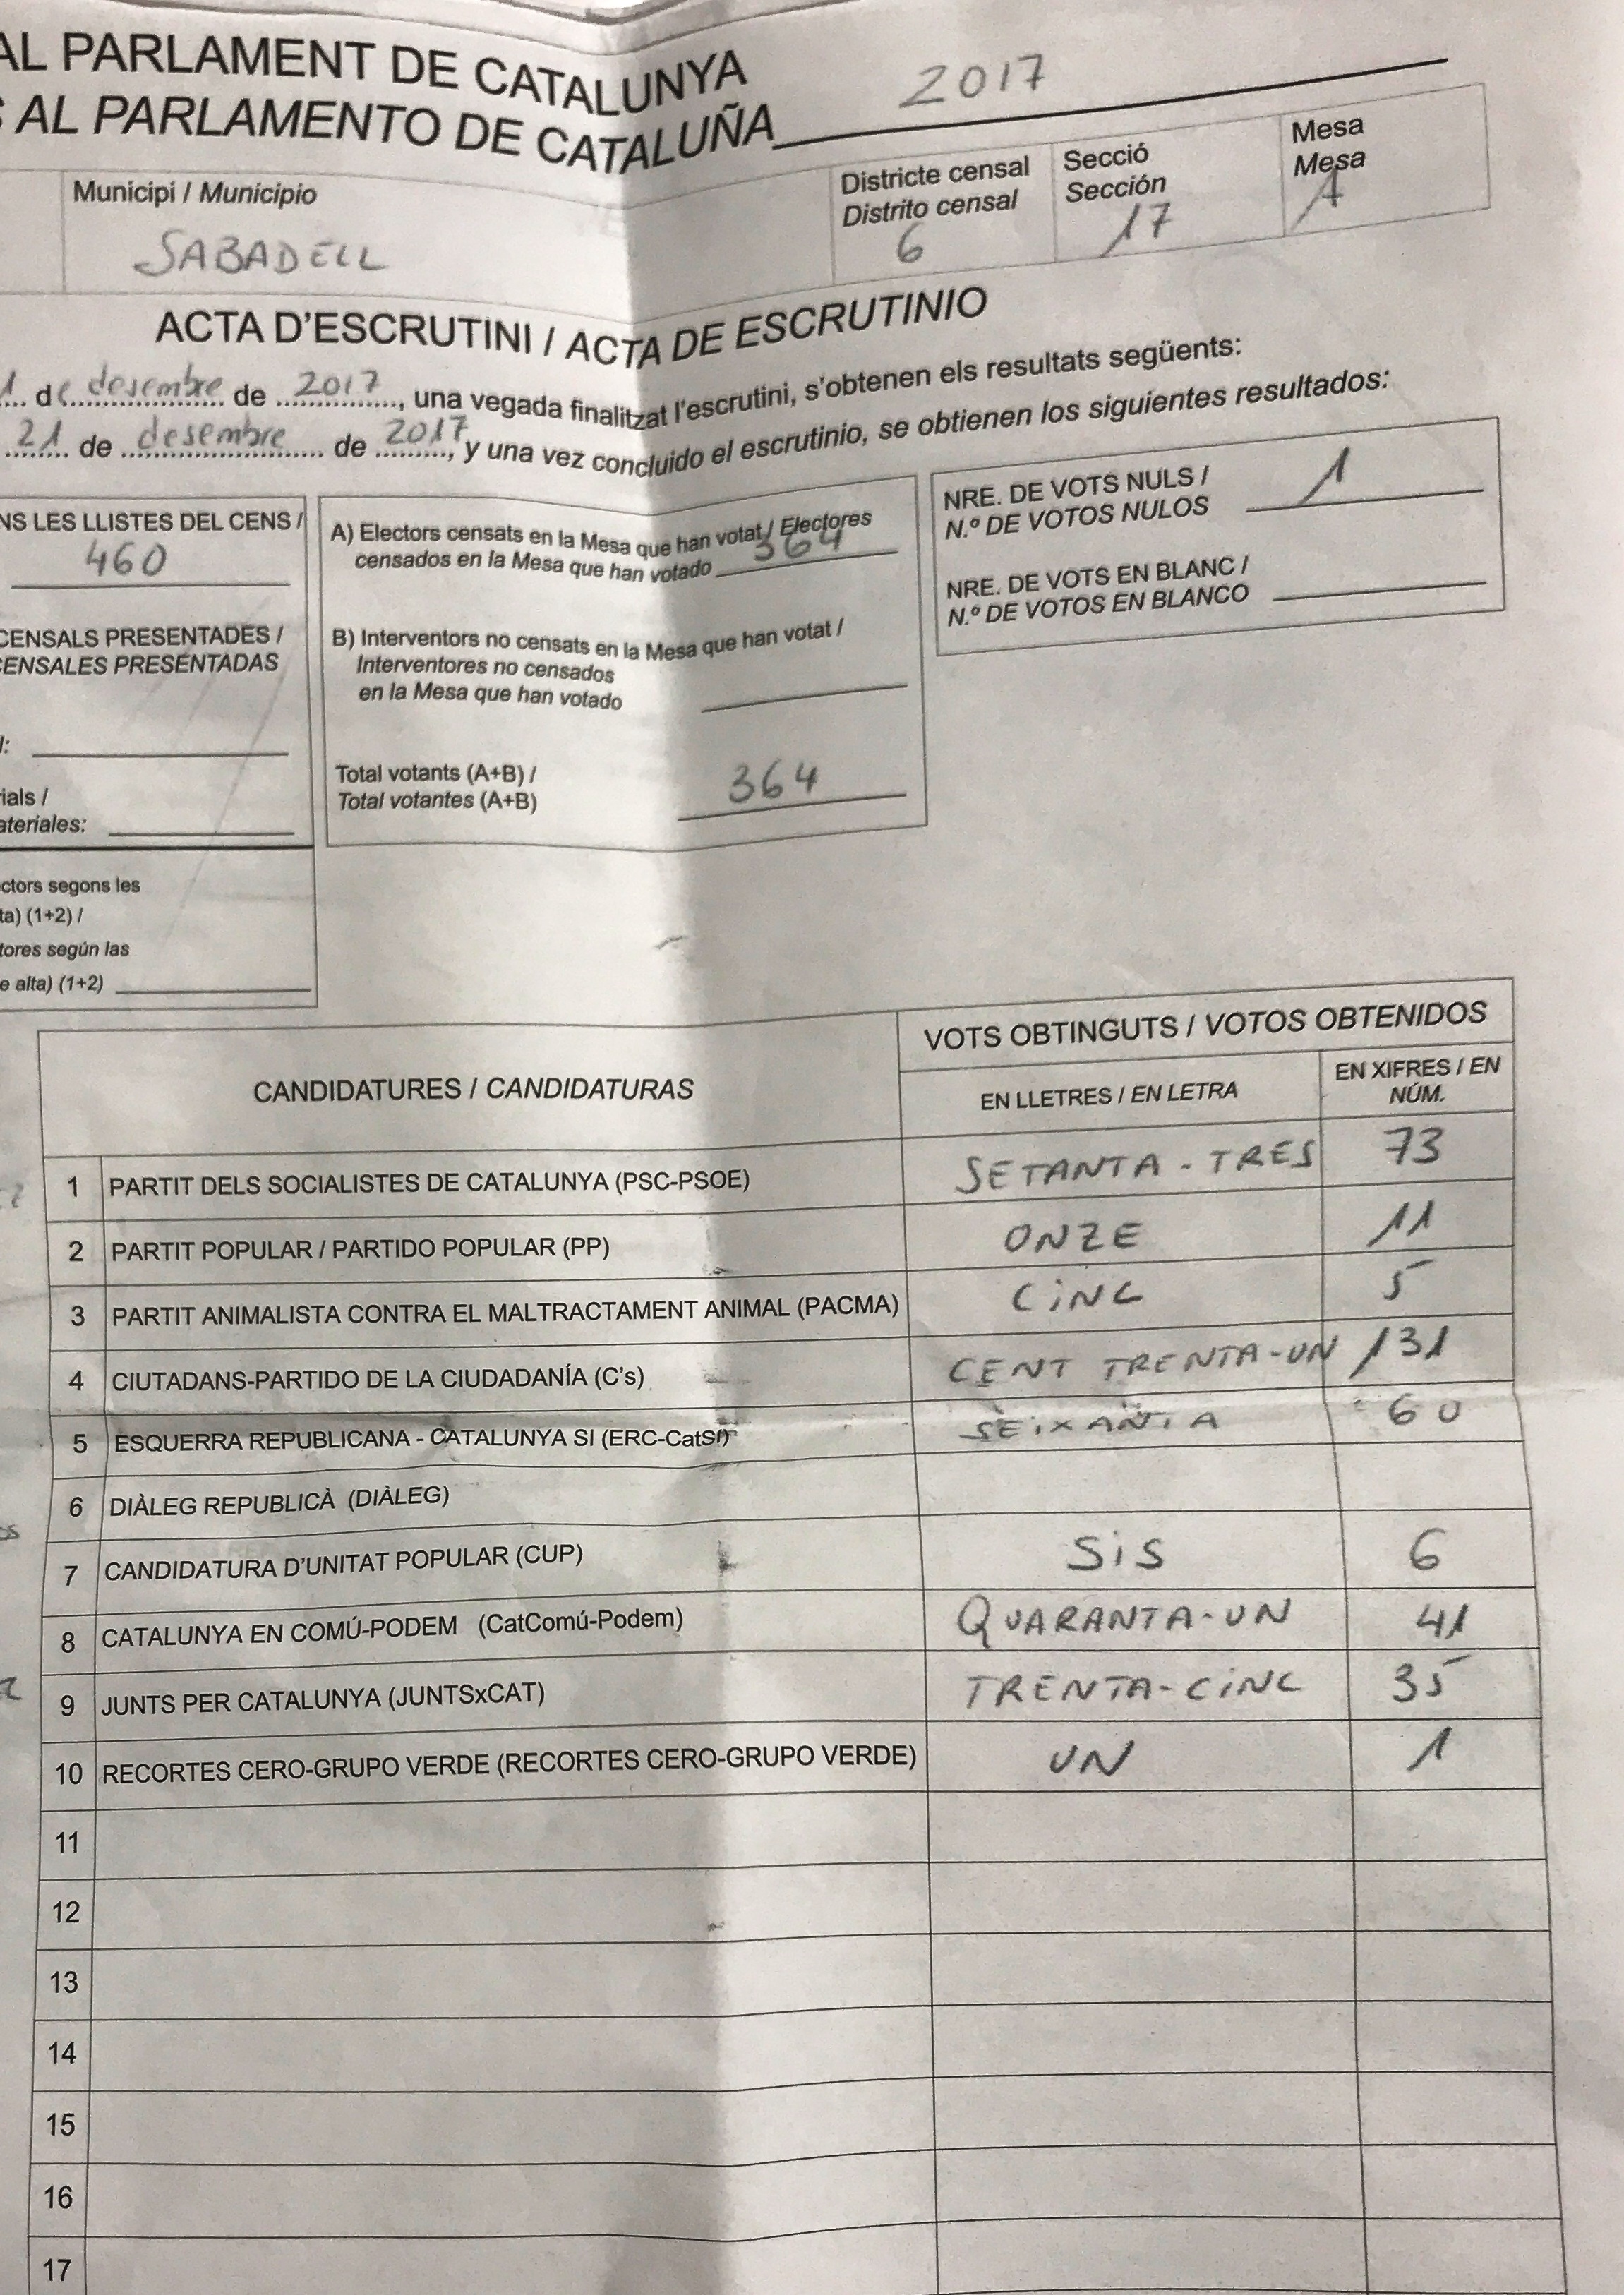 AL PARLAMENT DE CATALUNYA
AL PARLAMENTO DE CATALUÑA 2017
Municipi / Municipio
SABADELL
Districte censal
Distrito censal
6
Secció
Sección
17
Mesa
Mesa
A
ACTA D'ESCRUTINI / ACTA DE ESCRUTINIO
1 de desembre de 2017, una vegada finalitzat l'escrutini, s'obtenen els resultats següents:
21 de desembre de 2017, y una vez concluido el escrutinio, se obtienen los siguientes resultados:
NS LES LLISTES DEL CENS /
460
CENSALS PRESENTADES /
ENSALES PRESENTADAS
l:
ials /
ateriales:
ctors segons les
ta) (1+2) /
tores según las
e alta) (1+2)
A) Electors censats en la Mesa que han votat / Electores
censados en la Mesa que han votado 364
B) Interventors no censats en la Mesa que han votat /
Interventores no censados
en la Mesa que han votado
Total votants (A+B) /
Total votantes (A+B) 364
NRE. DE VOTS NULS /
N.º DE VOTOS NULOS 1
NRE. DE VOTS EN BLANC /
N.º DE VOTOS EN BLANCO
CANDIDATURES / CANDIDATURAS
VOTS OBTINGUTS / VOTOS OBTENIDOS
EN LLETRES / EN LETRA
EN XIFRES / EN
NÚM.
1 PARTIT DELS SOCIALISTES DE CATALUNYA (PSC-PSOE) SETANTA-TRES 73
2 PARTIT POPULAR / PARTIDO POPULAR (PP) ONZE 11
3 PARTIT ANIMALISTA CONTRA EL MALTRACTAMENT ANIMAL (PACMA) CINC 5
4 CIUTADANS-PARTIDO DE LA CIUDADANÍA (C's) CENT TRENTA-UN 131
5 ESQUERRA REPUBLICANA - CATALUNYA SI (ERC-CatSí) SEIXANTA 60
6 DIÀLEG REPUBLICÀ (DIÀLEG)
7 CANDIDATURA D'UNITAT POPULAR (CUP) SIS 6
8 CATALUNYA EN COMÚ-PODEM (CatComú-Podem) QUARANTA-UN 41
9 JUNTS PER CATALUNYA (JUNTSxCAT) TRENTA-CINC 35
10 RECORTES CERO-GRUPO VERDE (RECORTES CERO-GRUPO VERDE) UN 1
11
12
13
14
15
16
17